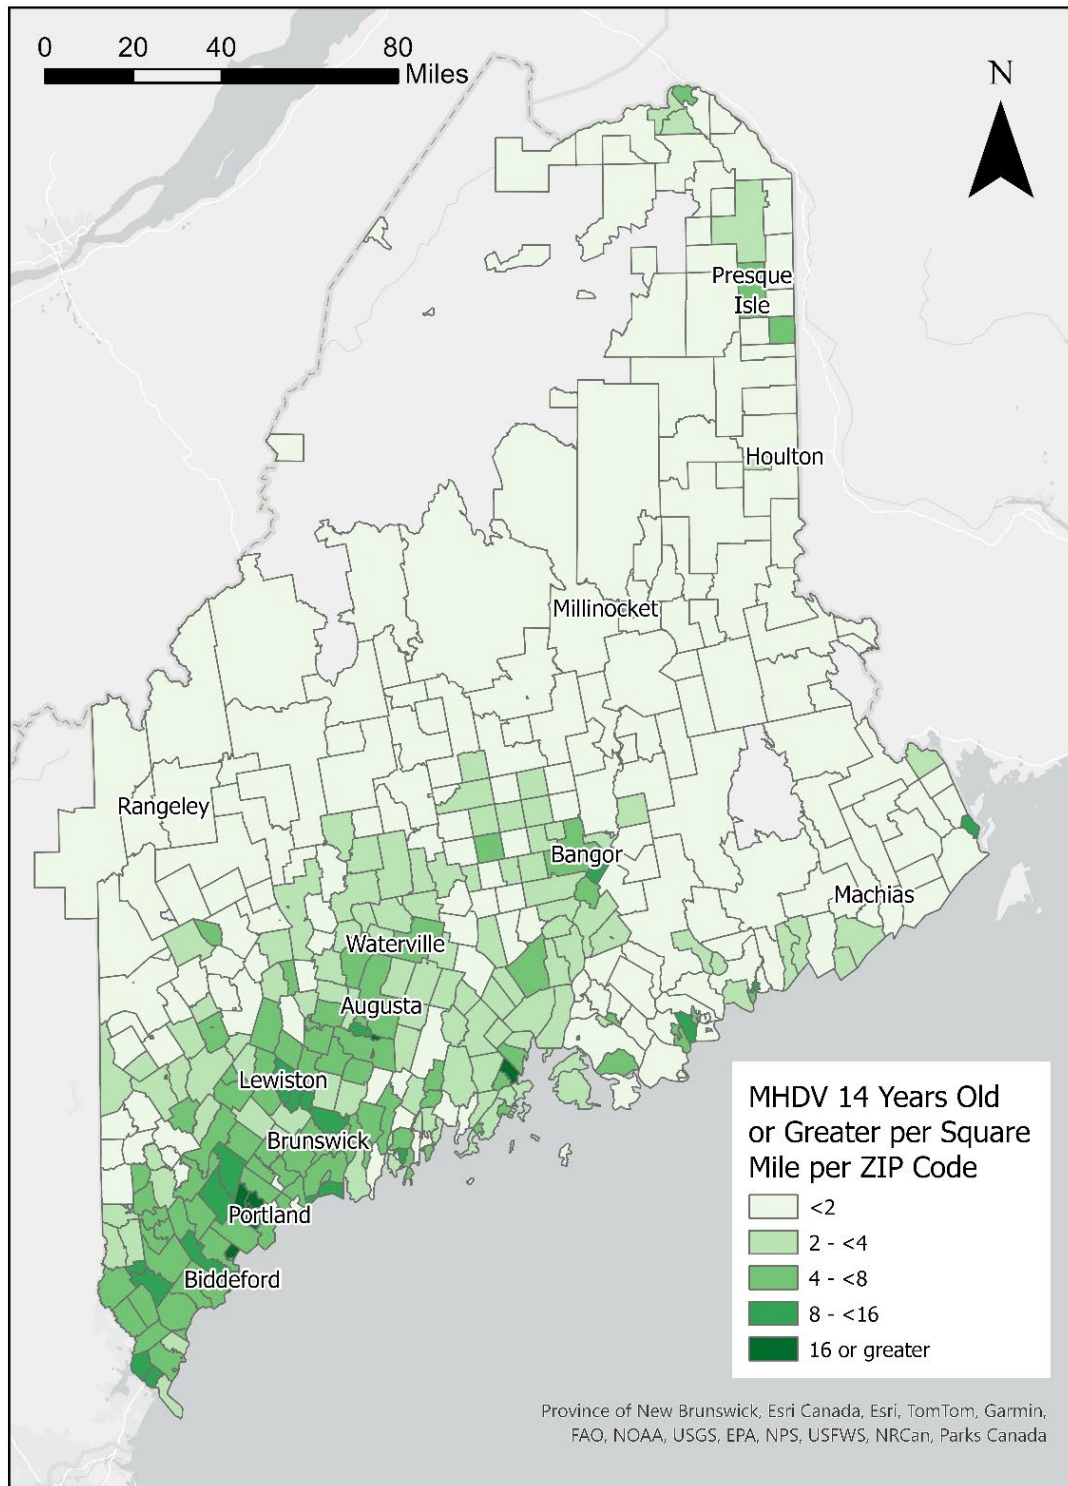 0 20 40 80
Miles
N
Presque
Isle
Houlton
Millinocket
Rangeley
Bangor
Machias
Waterville
Augusta
Lewiston
Brunswick
Portland
Biddeford
MHDV 14 Years Old
or Greater per Square
Mile per ZIP Code
<2
2 - <4
4 - <8
8 - <16
16 or greater
Province of New Brunswick, Esri Canada, Esri, TomTom, Garmin,
FAO, NOAA, USGS, EPA, NPS, USFWS, NRCan, Parks Canada